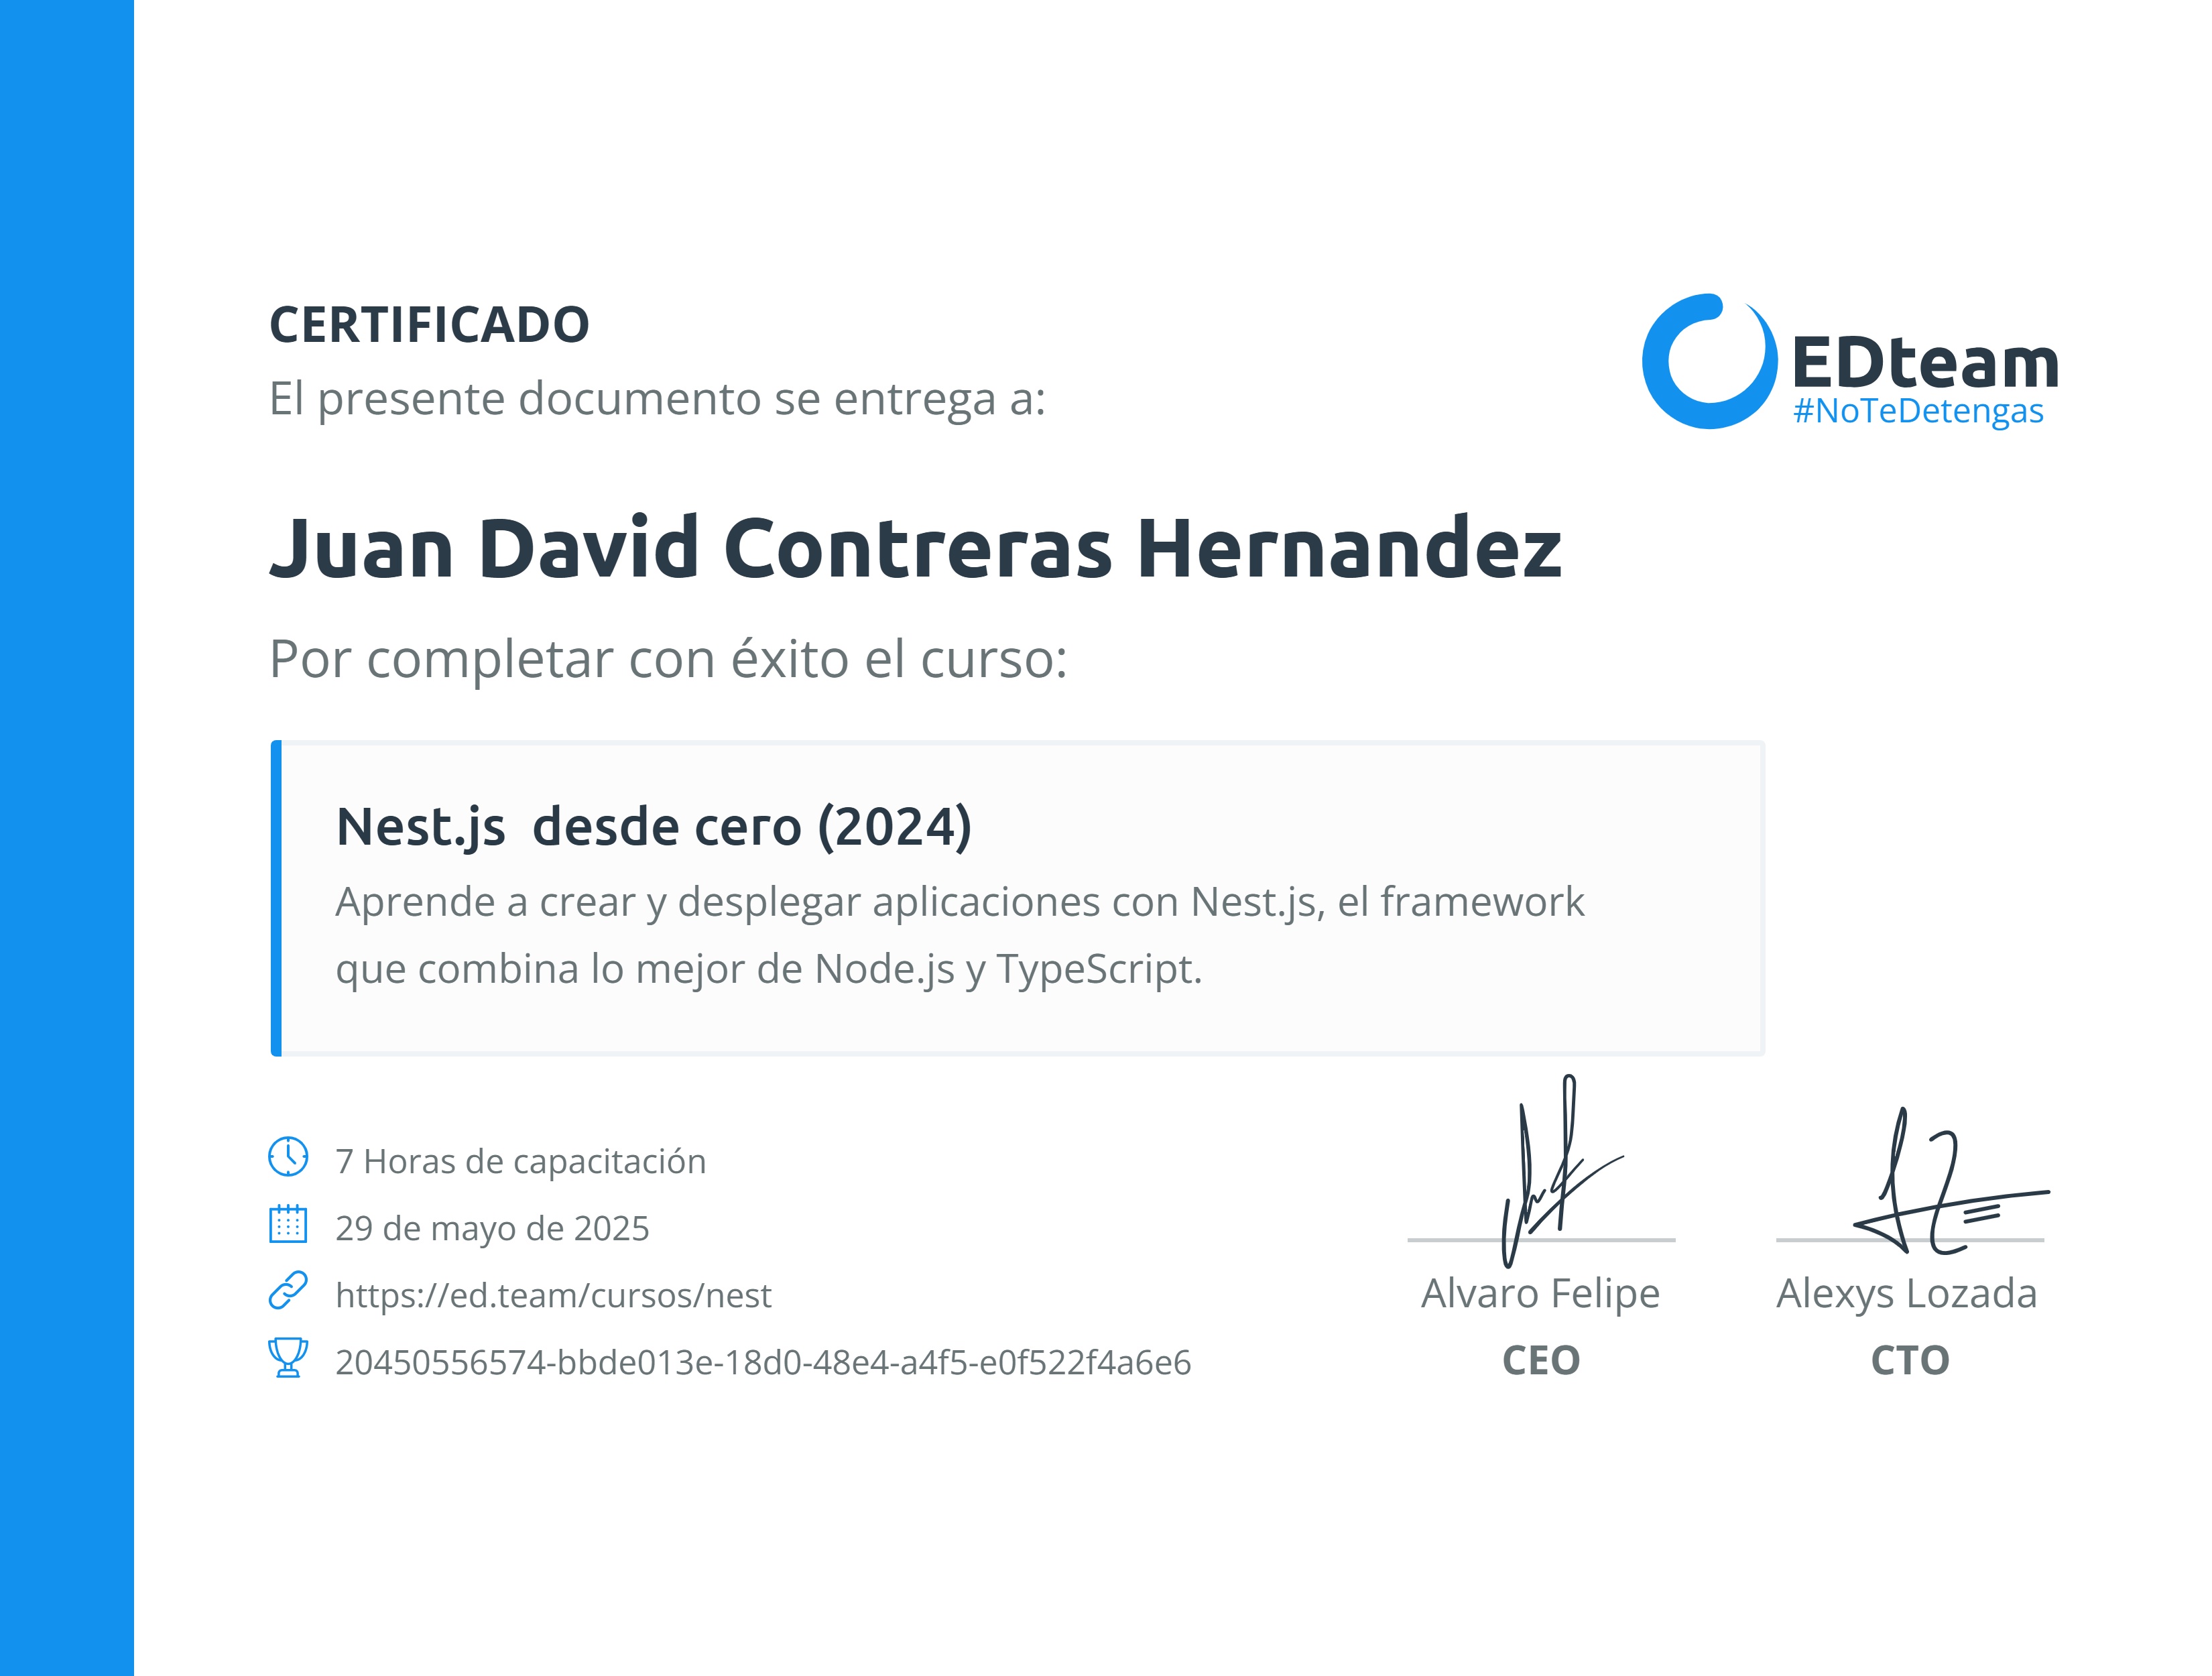 CERTIFICADO
El presente documento se entrega a:
EDteam
#NoTeDetengas
Juan David Contreras Hernandez
Por completar con éxito el curso:
Nest.js  desde cero (2024)
Aprende a crear y desplegar aplicaciones con Nest.js, el framework
que combina lo mejor de Node.js y TypeScript.
7 Horas de capacitación
29 de mayo de 2025
https://ed.team/cursos/nest
20450556574-bbde013e-18d0-48e4-a4f5-e0f522f4a6e6
Alvaro Felipe
CEO
Alexys Lozada
CTO